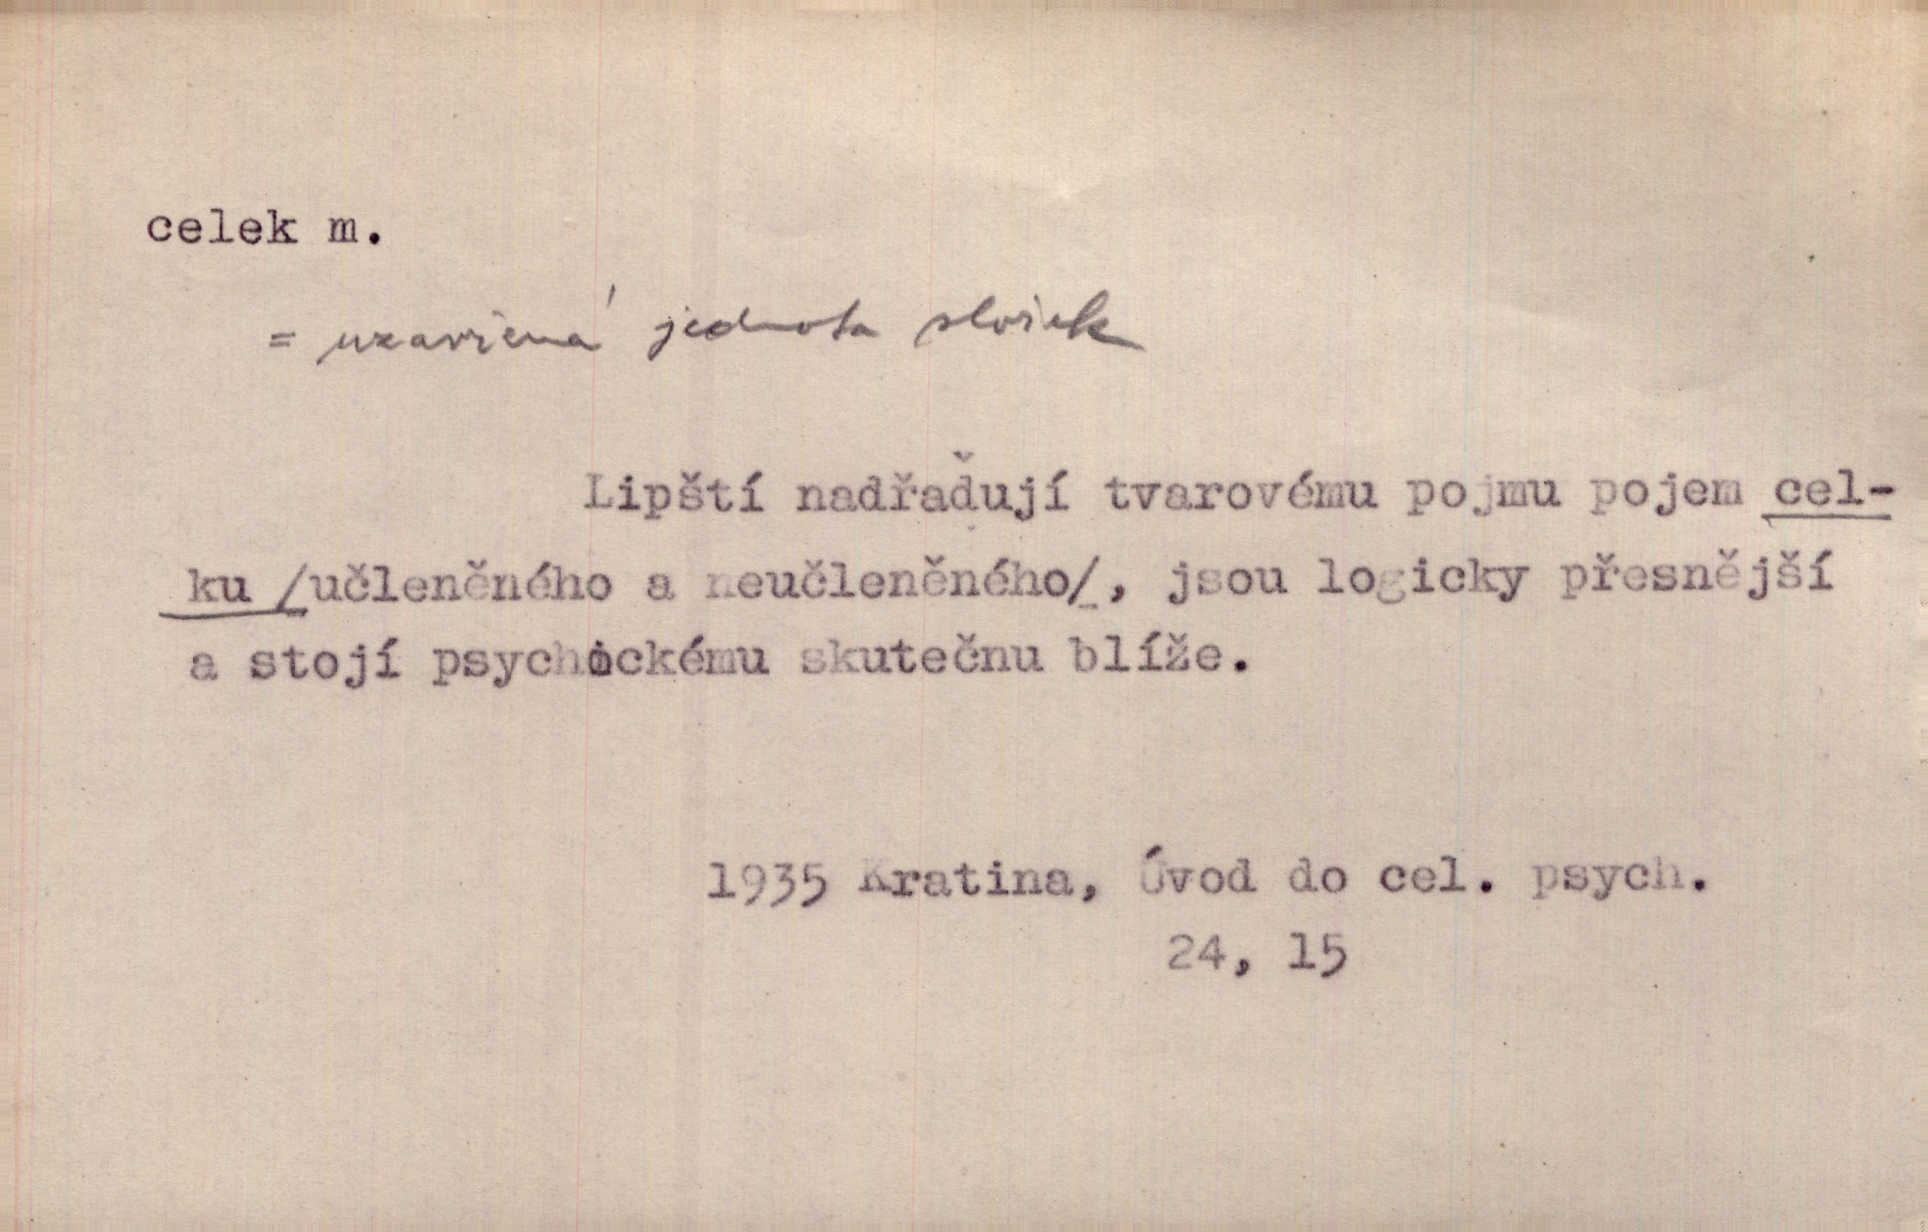 celek m.
= uzavřená jednota složek
Lipští nadřaďují tvarovému pojmu pojem cel-
ku /učleněného a neučleněného/, jsou logicky přesnější
a stojí psychickému skutečnu blíže.
1935 Kratina, Úvod do cel. psych.
24, 15